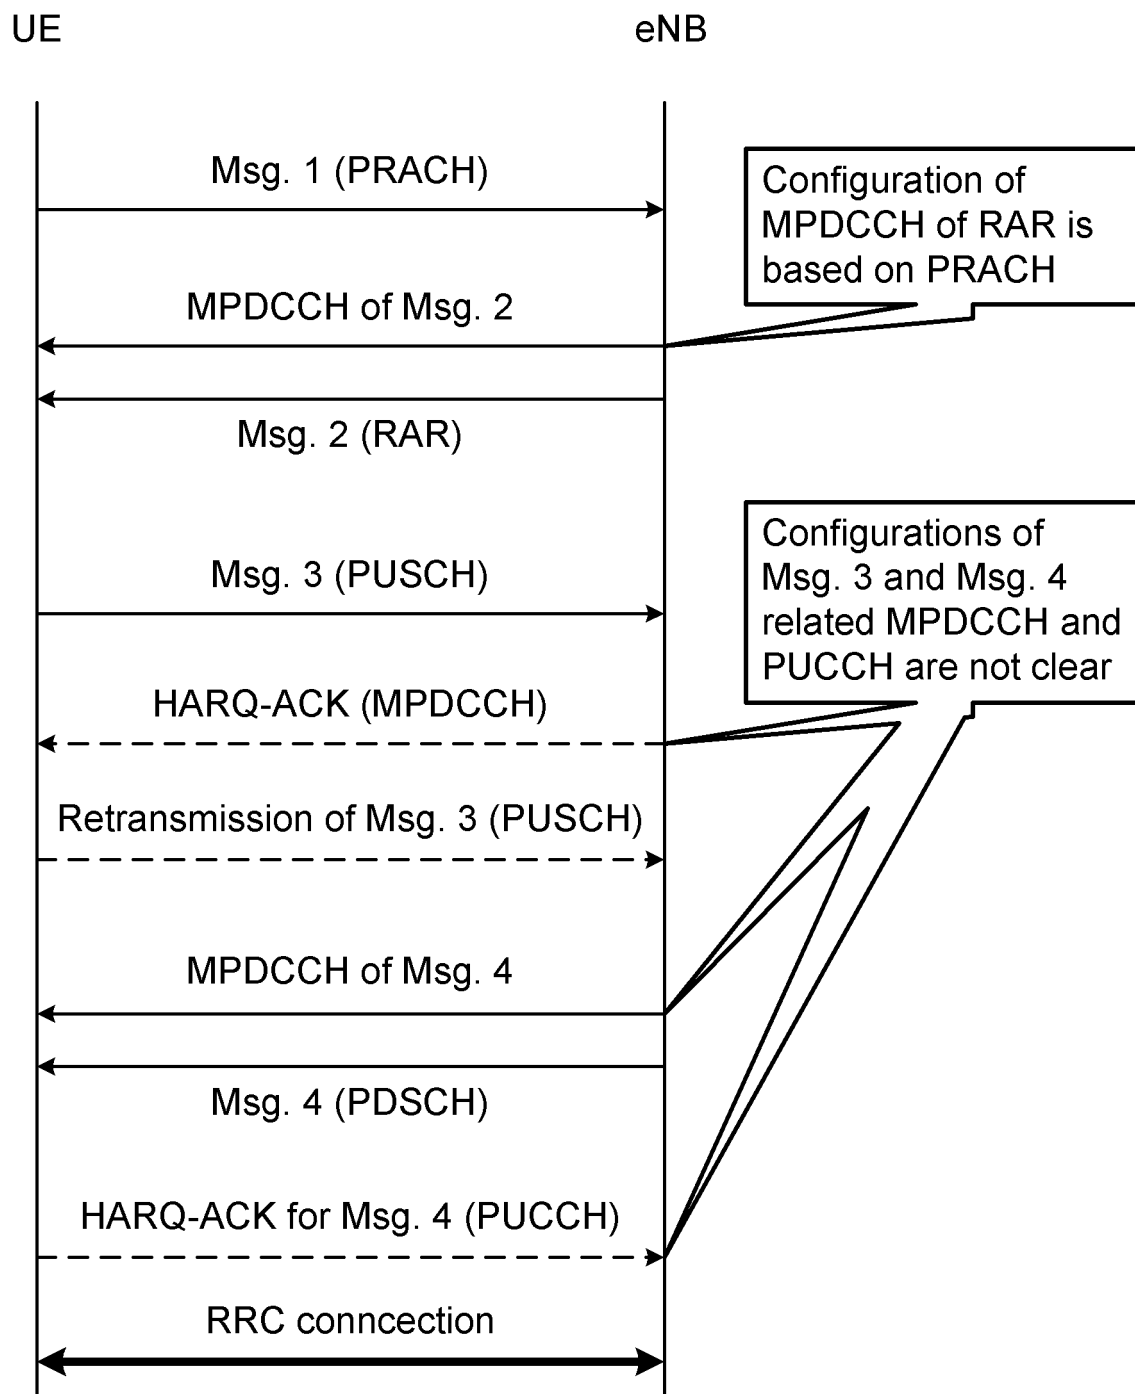 UE
eNB
Msg. 1 (PRACH)
Configuration of
MPDCCH of RAR is
based on PRACH
MPDCCH of Msg. 2
Msg. 2 (RAR)
Configurations of
Msg. 3 and Msg. 4
related MPDCCH and
PUCCH are not clear
Msg. 3 (PUSCH)
HARQ-ACK (MPDCCH)
Retransmission of Msg. 3 (PUSCH)
MPDCCH of Msg. 4
Msg. 4 (PDSCH)
HARQ-ACK for Msg. 4 (PUCCH)
RRC conncection